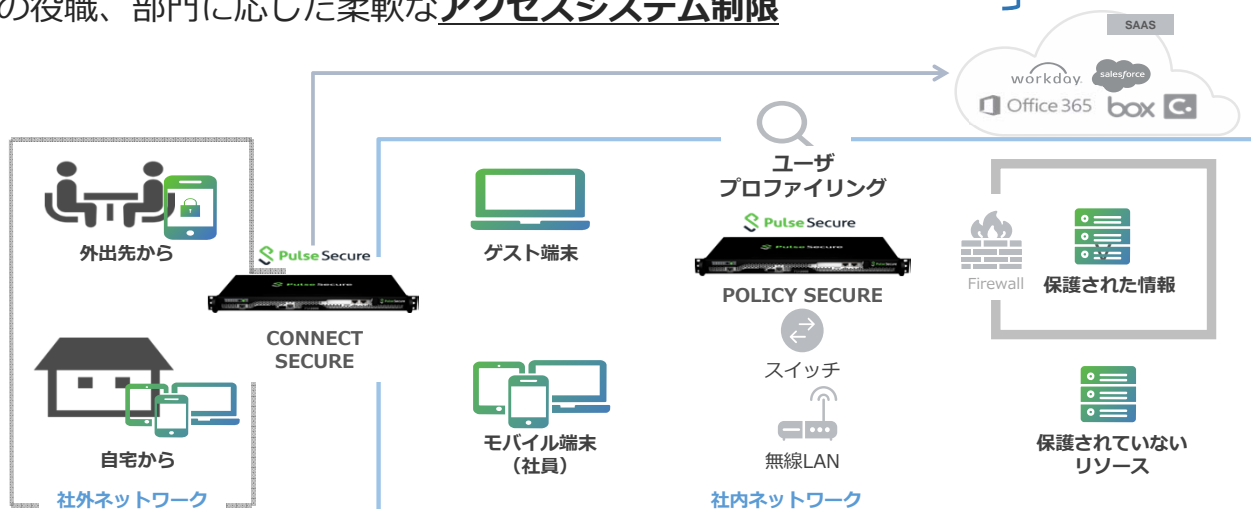 の役職、部門に応じた柔軟なアクセスシステム制限
SAAS
workday.
salesforce
Office 365
box
C.
ユーザ
プロファイリング
外出先から
Pulse Secure
Pulse Secure
CONNECT
SECURE
ゲスト端末
Pulse Secure
Pulse Secure
POLICY SECURE
Firewall
保護された情報
スイッチ
自宅から
モバイル端末
（社員）
無線LAN
保護されていない
リソース
社外ネットワーク
社内ネットワーク